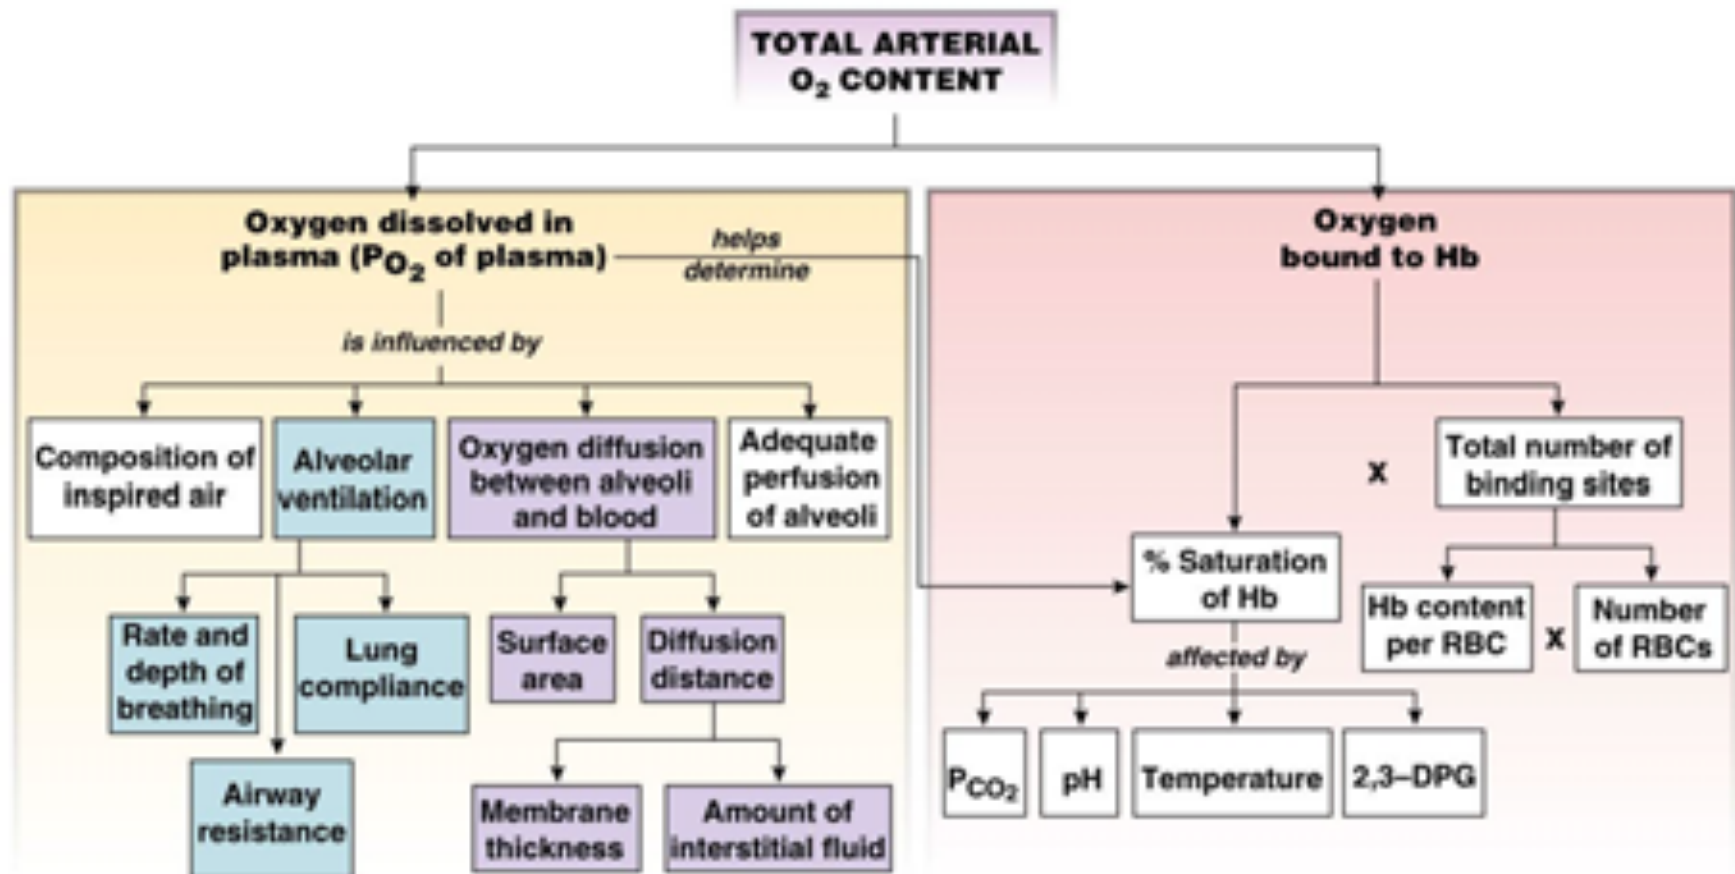 TOTAL ARTERIAL
O₂ CONTENT
Oxygen dissolved in
plasma (PO₂ of plasma)
helps
determine
is influenced by
Composition of
inspired air
Alveolar
ventilation
Oxygen diffusion
between alveoli
and blood
Adequate
perfusion
of alveoli
Rate and
depth of
breathing
Lung
compliance
Airway
resistance
Surface
area
Diffusion
distance
Membrane
thickness
Amount of
interstitial fluid
Oxygen
bound to Hb
% Saturation
of Hb
x
Total number of
binding sites
Hb content
per RBC
x
Number
of RBCs
affected by
PCO₂
pH
Temperature
2,3–DPG